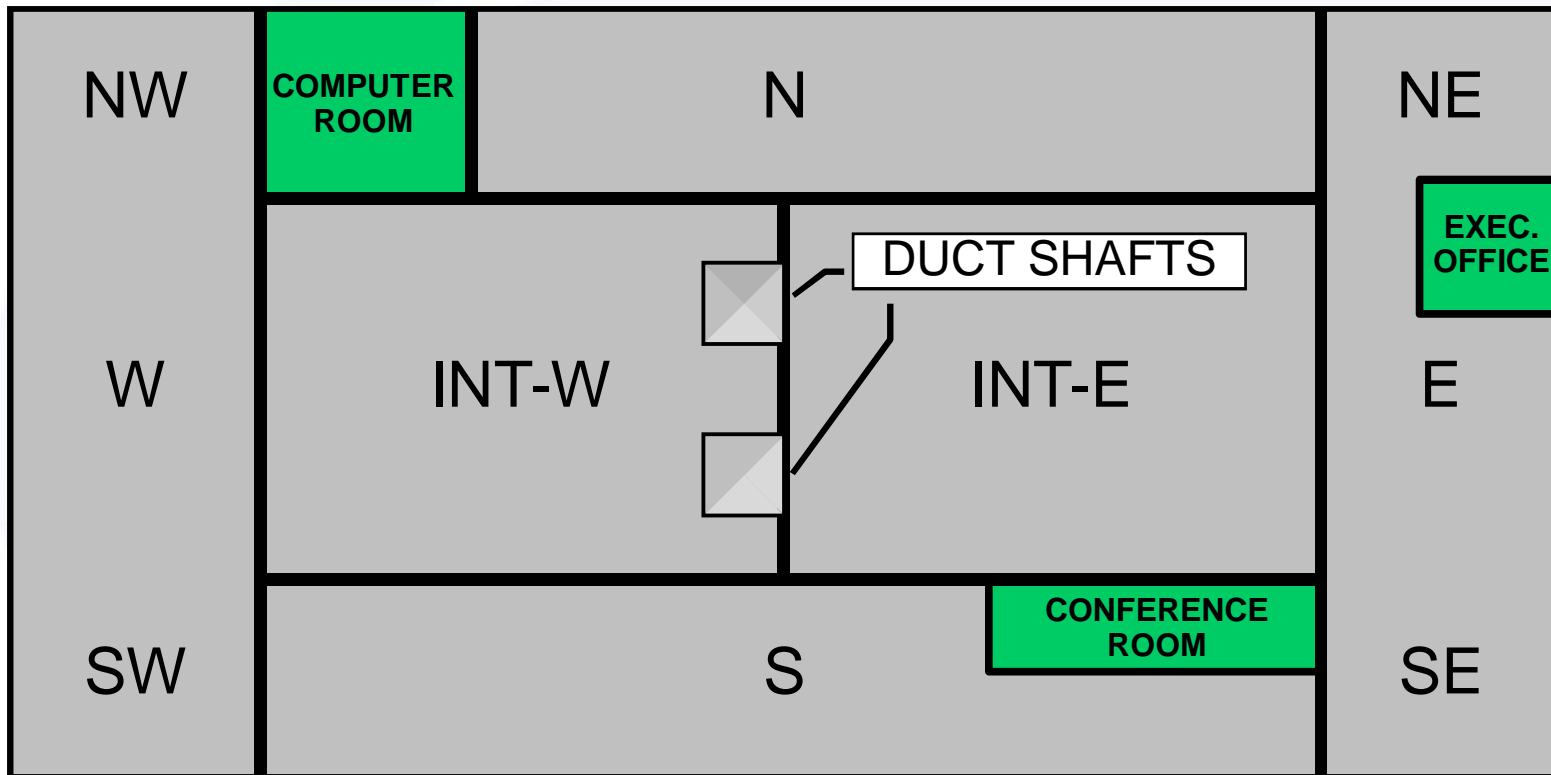 NW
COMPUTER
ROOM
N
NE
EXEC.
OFFICE
DUCT SHAFTS
W
INT-W
INT-E
E
CONFERENCE
ROOM
SW
S
SE